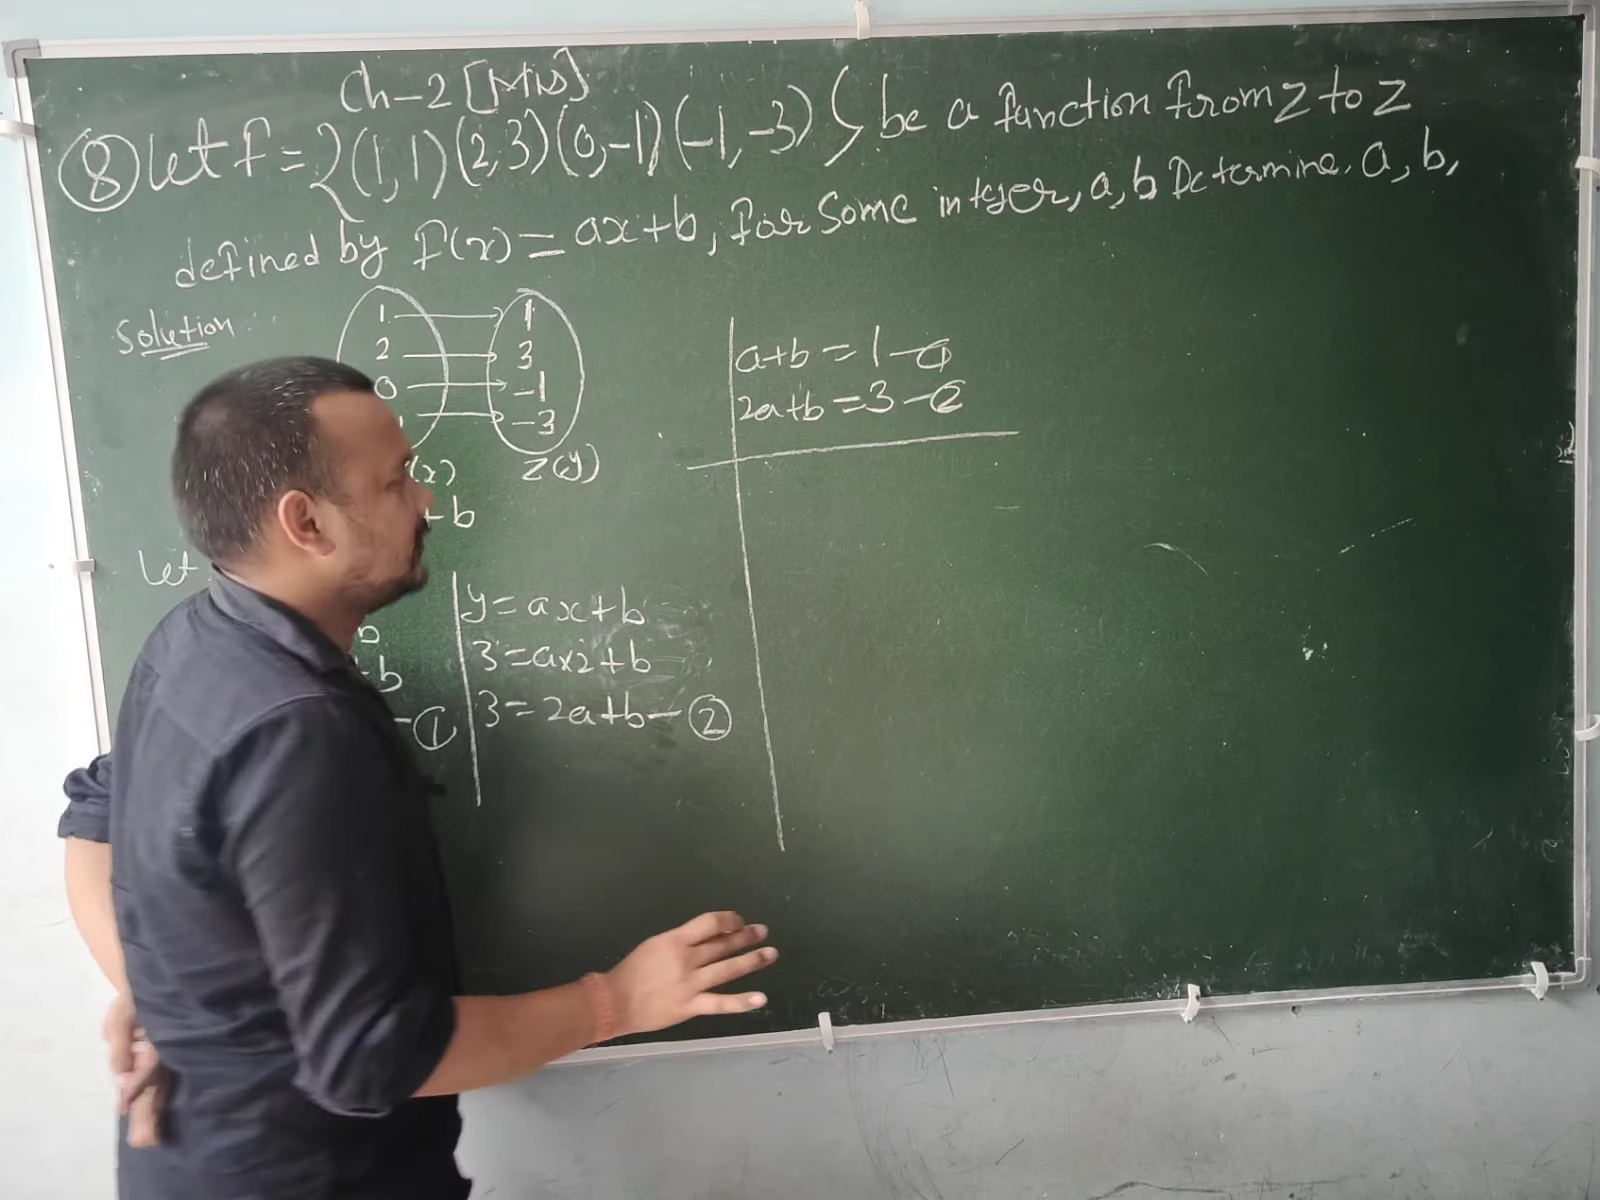 Ch-2 [Mis]
⑧ Let f = {(1,1)(2,3)(0,-1)(-1,-3)} be a function from Z to Z
defined by f(x) = ax+b, for some integer, a, b Determine. a, b.
Solution
1 1
2 3
0 -1
-3
(x) Z(y)
+b
Let
y=ax+b
b 3=ax2+b
+b 3=2a+b-②
-①
a+b=1-①
2a+b=3-②